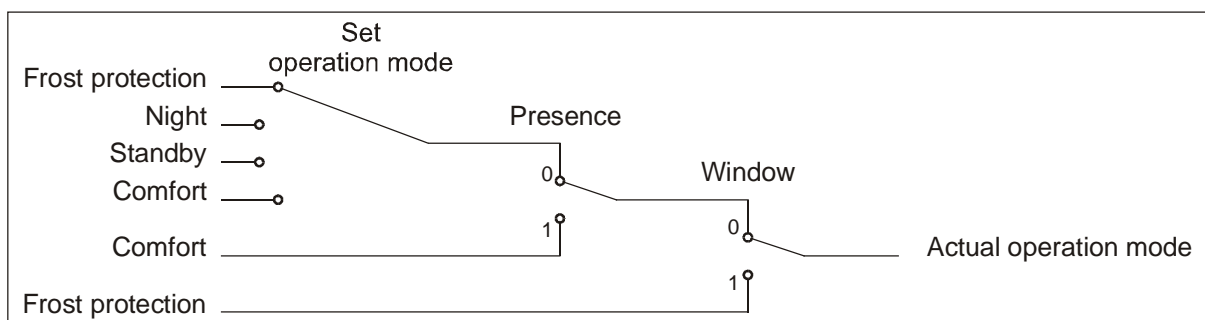 Set
operation mode
Frost protection
Night
Presence
Standby
0
Window
Comfort
1
0
Comfort
Actual operation mode
1
Frost protection